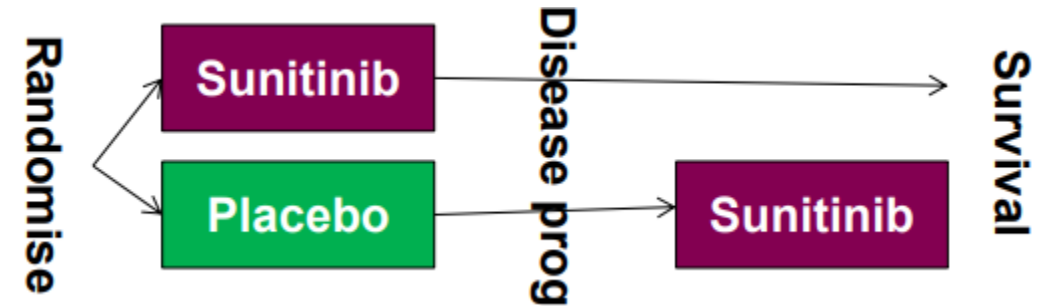 Randomise
Sunitinib
Placebo
Disease prog
Sunitinib
Survival